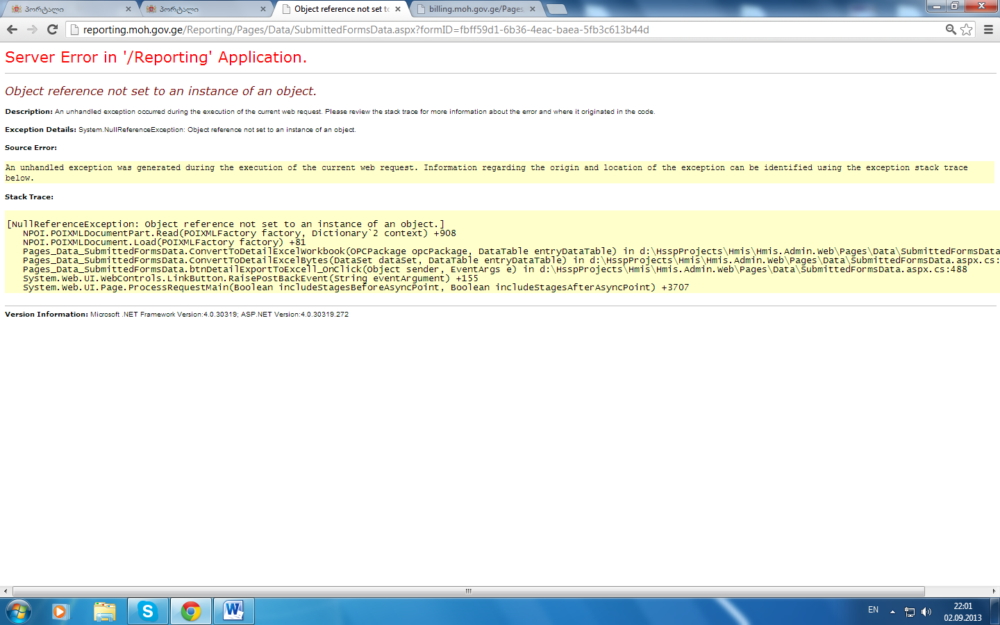 პორტალი
პორტალი
Object reference not set to
billing.moh.gov.ge/Pages
reporting.moh.gov.ge/Reporting/Pages/Data/SubmittedFormsData.aspx?formID=fbff59d1-6b36-4eac-baea-5fb3c613b44d
Server Error in '/Reporting' Application.
Object reference not set to an instance of an object.
Description: An unhandled exception occurred during the execution of the current web request. Please review the stack trace for more information about the error and where it originated in the code.
Exception Details: System.NullReferenceException: Object reference not set to an instance of an object.
Source Error:
An unhandled exception was generated during the execution of the current web request. Information regarding the origin and location of the exception can be identified using the exception stack trace
below.
Stack Trace:
[NullReferenceException: Object reference not set to an instance of an object.]
NPOI.POIXMLDocumentPart.Read(POIXMLFactory factory, Dictionary`2 context) +908
NPOI.POIXMLDocument.Load(POIXMLFactory factory) +81
Pages_Data_SubmittedFormsData.ConvertToDetailExcelWorkbook(OPCPackage opcPackage, DataTable entryDataTable) in d:\HsspProjects\Hmis\Hmis.Admin.Web\Pages\Data\SubmittedFormsData
Pages_Data_SubmittedFormsData.ConvertToDetailExcelBytes(DataSet dataSet, DataTable entryDataTable) in d:\HsspProjects\Hmis\Hmis.Admin.Web\Pages\Data\SubmittedFormsData.aspx.cs:
Pages_Data_SubmittedFormsData.btnDetailExportToExcell_OnClick(Object sender, EventArgs e) in d:\HsspProjects\Hmis\Hmis.Admin.Web\Pages\Data\SubmittedFormsData.aspx.cs:488
System.Web.UI.WebControls.LinkButton.RaisePostBackEvent(String eventArgument) +155
System.Web.UI.Page.ProcessRequestMain(Boolean includeStagesBeforeAsyncPoint, Boolean includeStagesAfterAsyncPoint) +3707
Version Information: Microsoft .NET Framework Version:4.0.30319; ASP.NET Version:4.0.30319.272
EN
22:01
02.09.2013